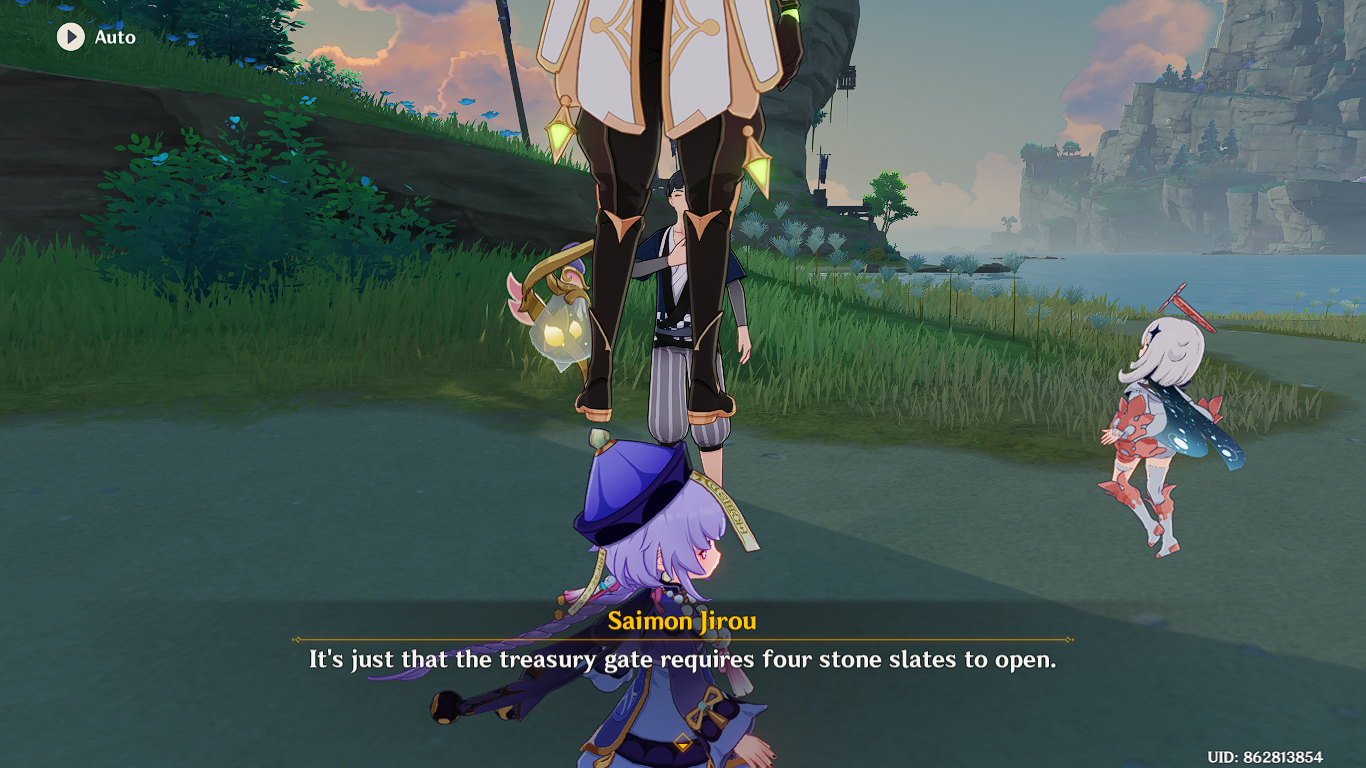 Auto
Saimon Jirou
It's just that the treasury gate requires four stone slates to open.
UID: 862813854